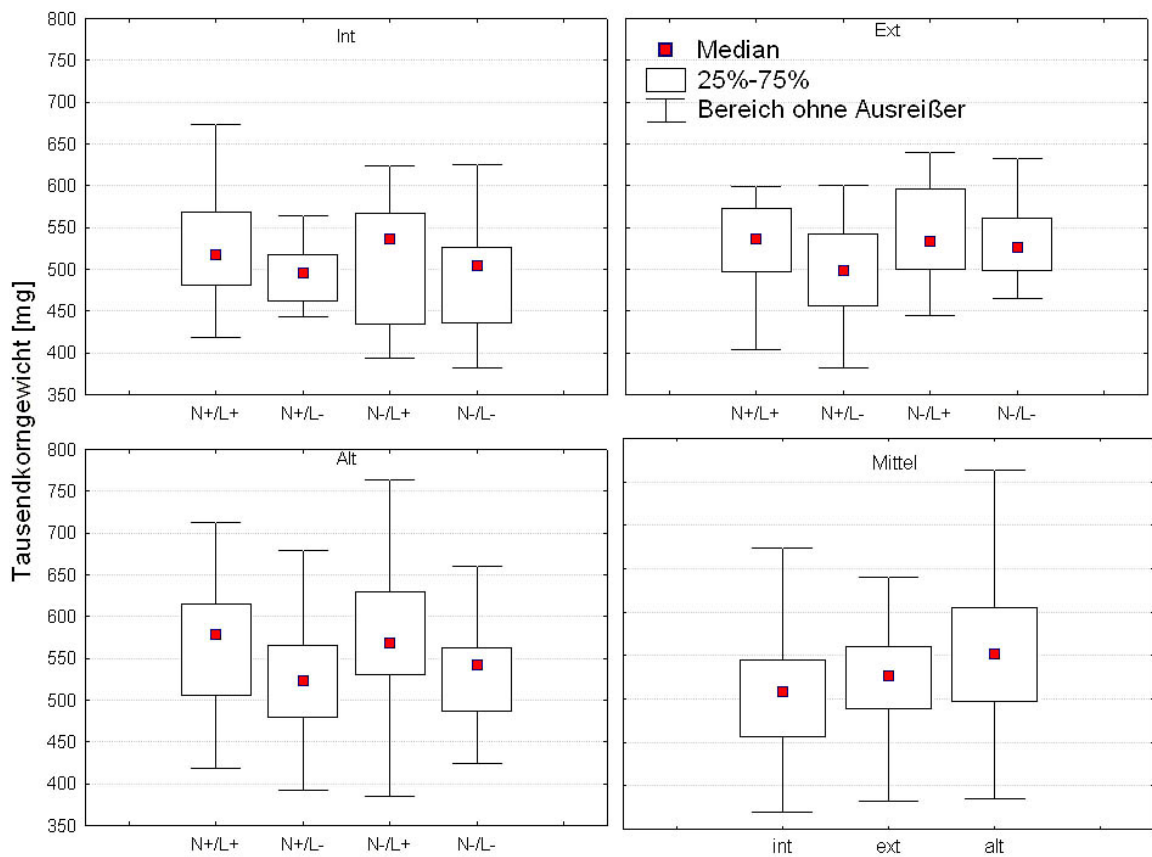 Tausendkorngewicht [mg]
Int
800
750
700
650
600
550
500
450
400
350
N+/L+ N+/L- N-/L+ N-/L-
Ext
Median
25%-75%
Bereich ohne Ausreißer
N+/L+ N+/L- N-/L+ N-/L-
Alt
800
750
700
650
600
550
500
450
400
350
N+/L+ N+/L- N-/L+ N-/L-
Mittel
int ext alt